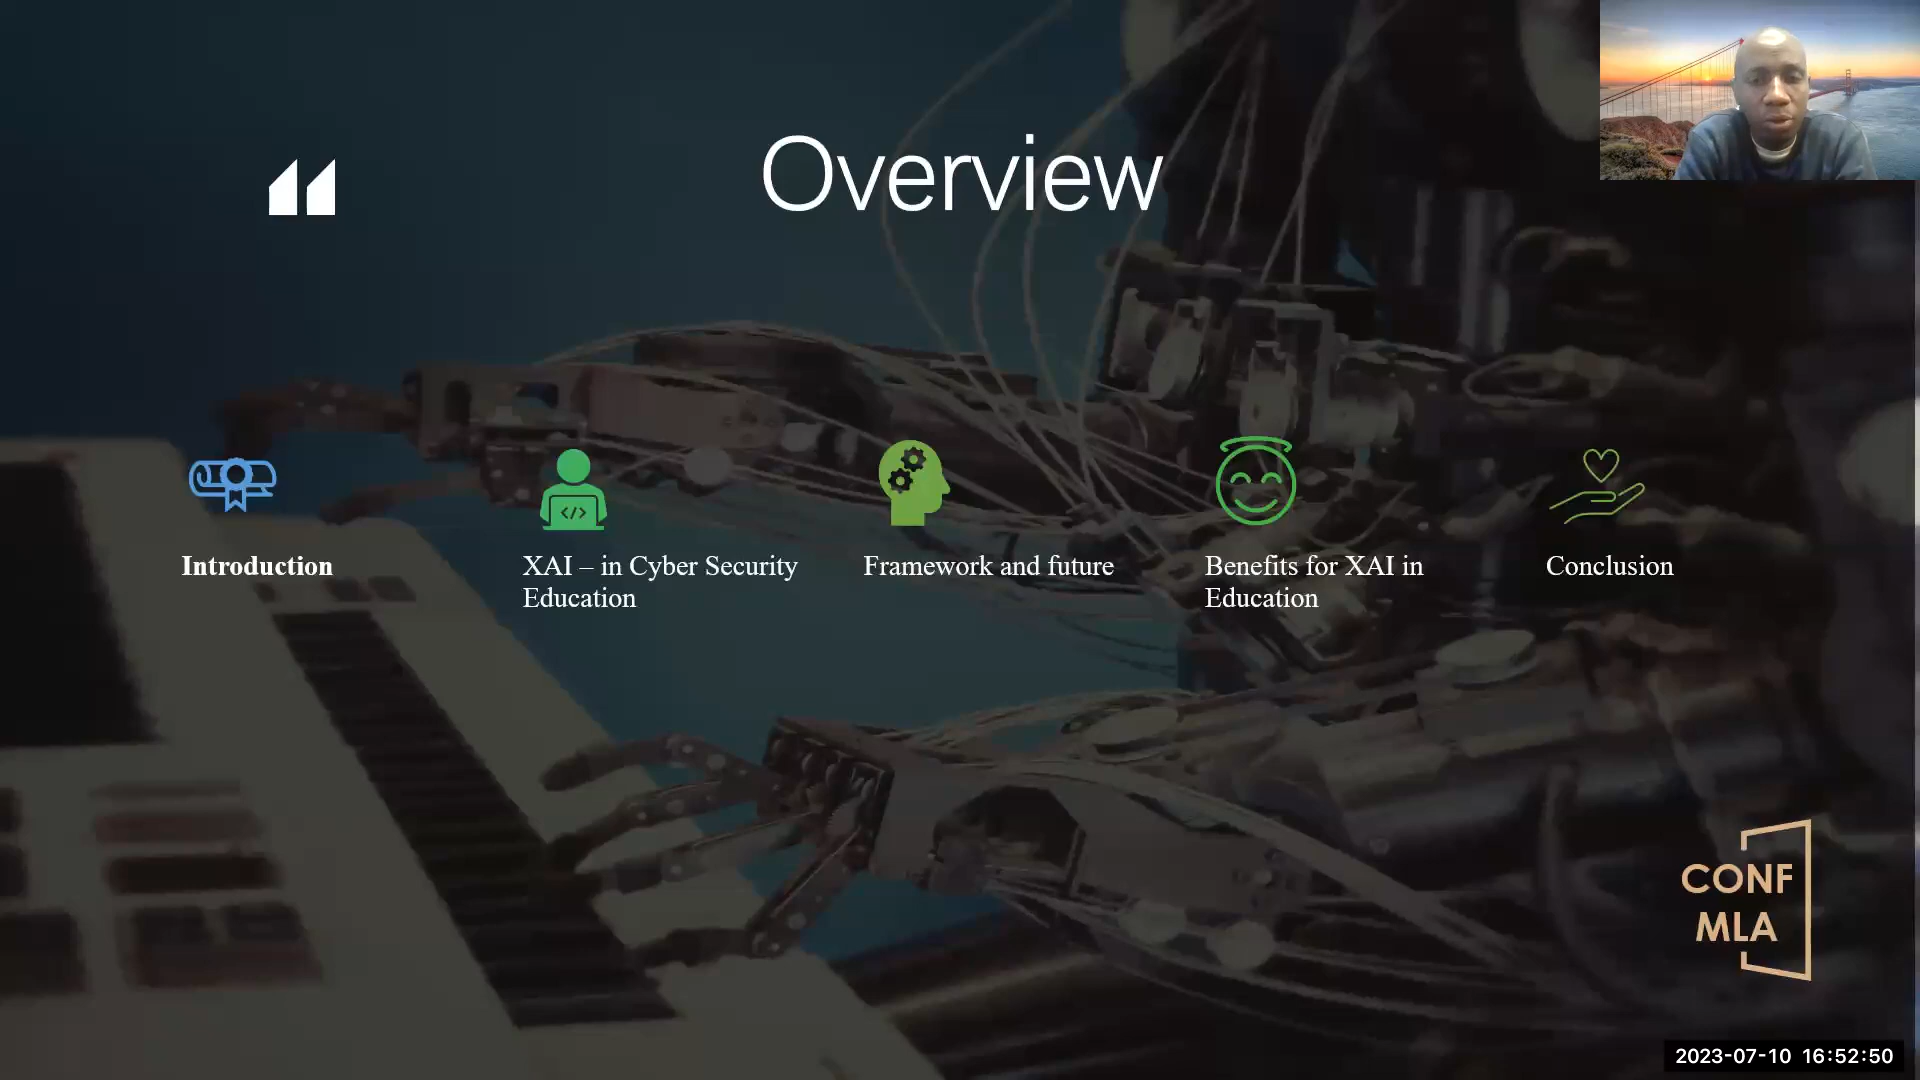 Overview
Introduction
XAI – in Cyber Security
Education
Framework and future
Benefits for XAI in
Education
Conclusion
</>
CONF
MLA
2023-07-10 16:52:50